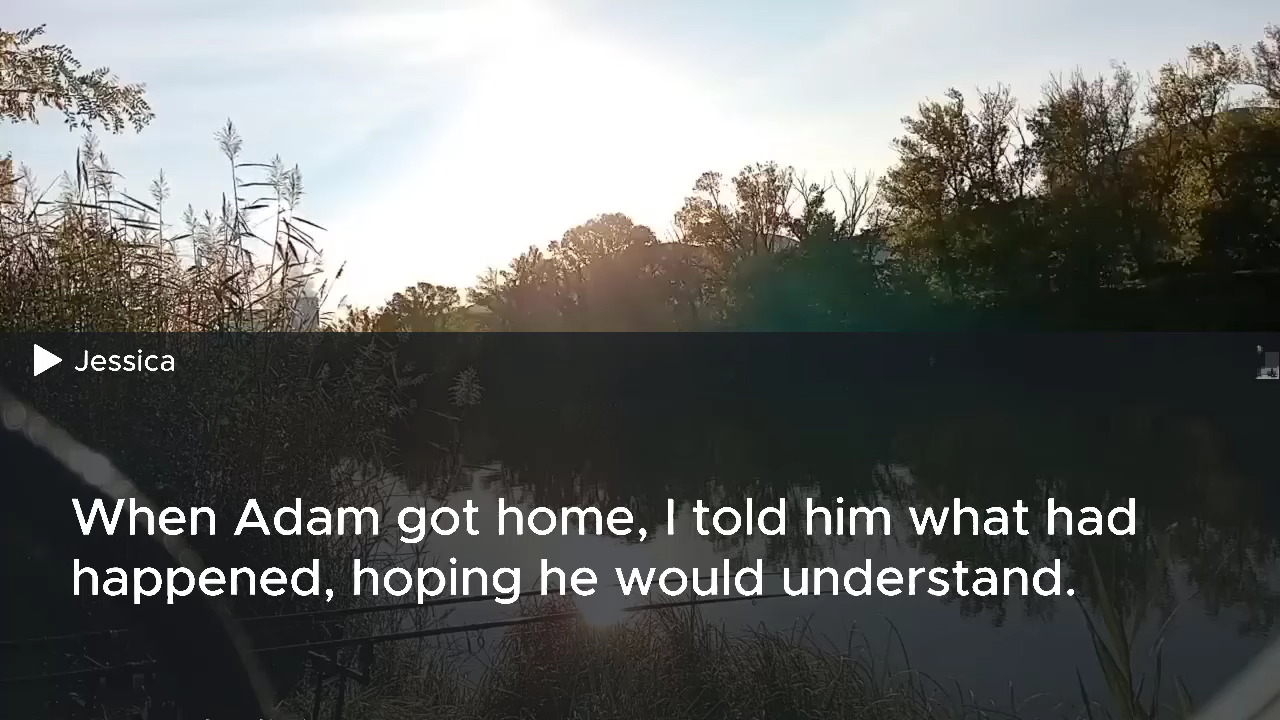 Jessica
When Adam got home, I told him what had
happened, hoping he would understand.